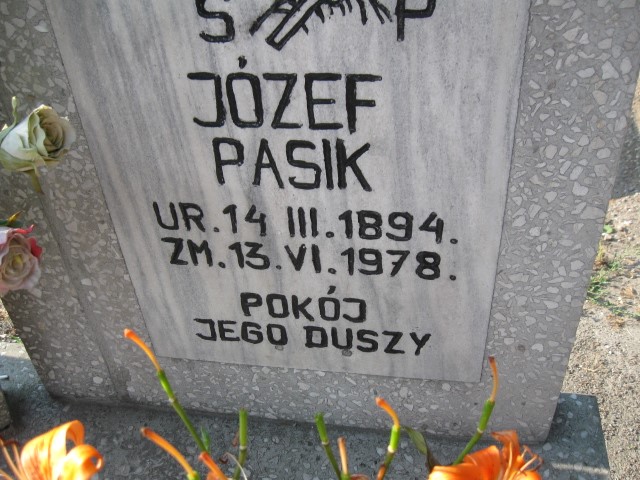 S P
JÓZEF
PASIK
UR. 14 III. 1894.
ZM. 13. VI. 1978.
POKÓJ
JEGO DUSZY